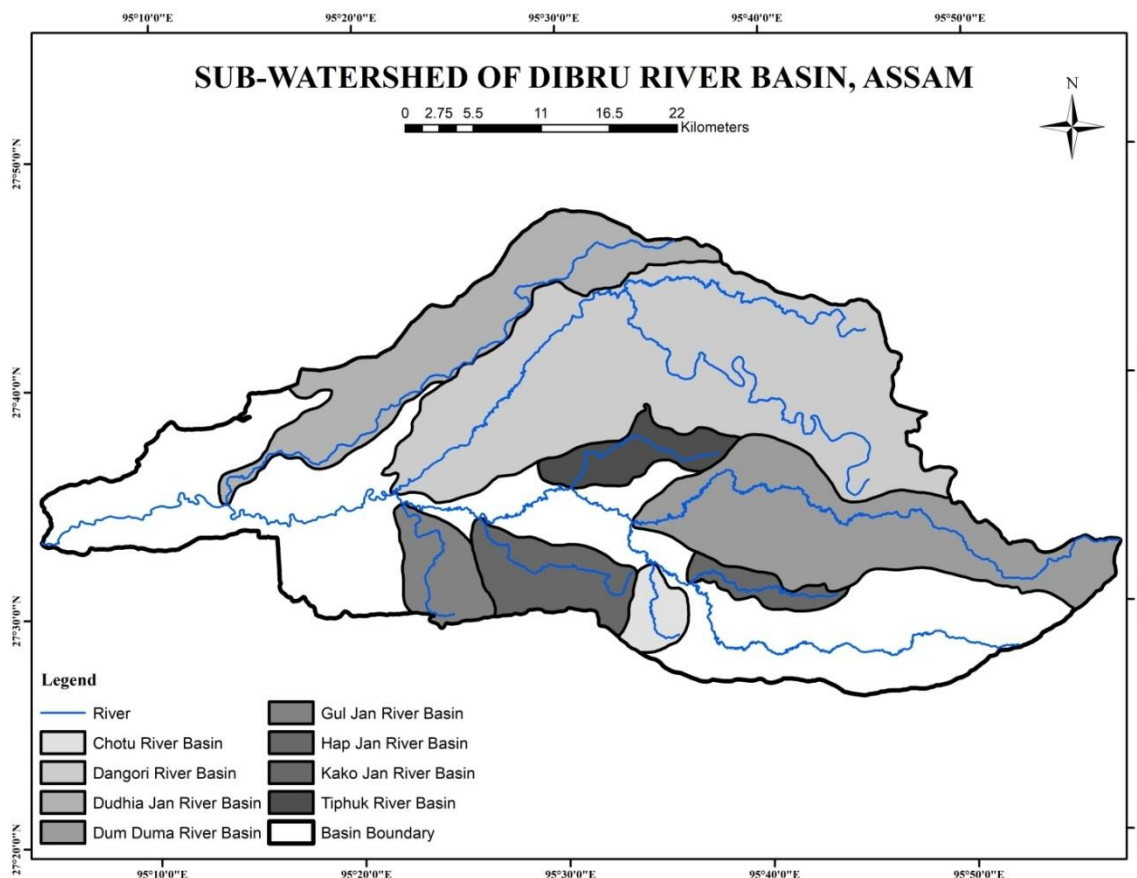 95°10'0"E 95°20'0"E 95°30'0"E 95°40'0"E 95°50'0"E
SUB-WATERSHED OF DIBRU RIVER BASIN, ASSAM
0 2.75 5.5 11 16.5 22
Kilometers
N
27°50'0"N
27°40'0"N
27°30'0"N
27°20'0"N
Legend
River
Chotu River Basin
Dangori River Basin
Dudhia Jan River Basin
Dum Duma River Basin
Gul Jan River Basin
Hap Jan River Basin
Kako Jan River Basin
Tiphuk River Basin
Basin Boundary
95°10'0"E 95°20'0"E 95°30'0"E 95°40'0"E 95°50'0"E